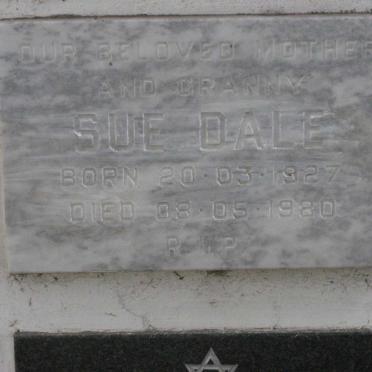 OUR BELOVED MOTHER
AND GRANNY
SUE DALE
BORN 20·03·1927
DIED 08·05·1980
R.I.P